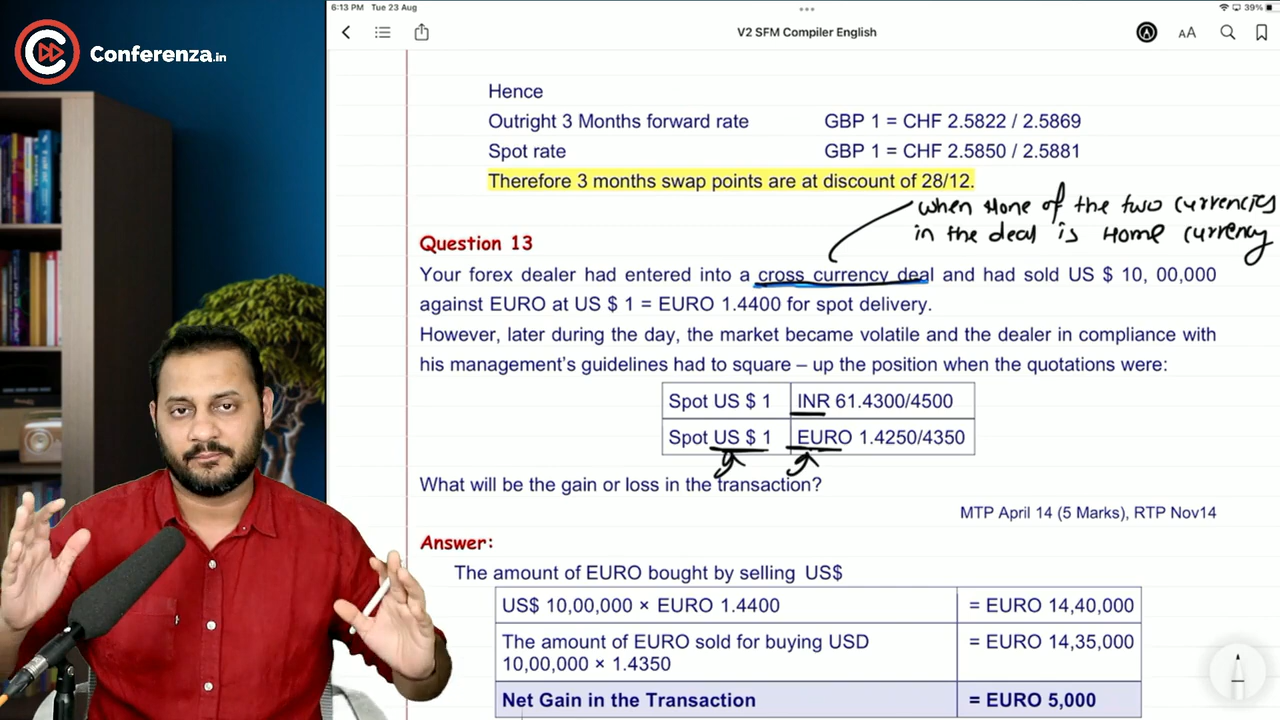 6:13 PM Tue 23 Aug
39%
Conferenza.in
V2 SFM Compiler English
AA
Hence
Outright 3 Months forward rate GBP 1 = CHF 2.5822 / 2.5869
Spot rate GBP 1 = CHF 2.5850 / 2.5881
Therefore 3 months swap points are at discount of 28/12.
when None of the two currencies
in the deal is Home currency
Question 13
Your forex dealer had entered into a cross currency deal and had sold US $ 10, 00,000
against EURO at US $ 1 = EURO 1.4400 for spot delivery.
However, later during the day, the market became volatile and the dealer in compliance with
his management's guidelines had to square – up the position when the quotations were:
Spot US $ 1 INR 61.4300/4500
Spot US $ 1 EURO 1.4250/4350
What will be the gain or loss in the transaction?
MTP April 14 (5 Marks), RTP Nov14
Answer:
The amount of EURO bought by selling US$
US$ 10,00,000 × EURO 1.4400 = EURO 14,40,000
The amount of EURO sold for buying USD = EURO 14,35,000
10,00,000 × 1.4350
Net Gain in the Transaction = EURO 5,000